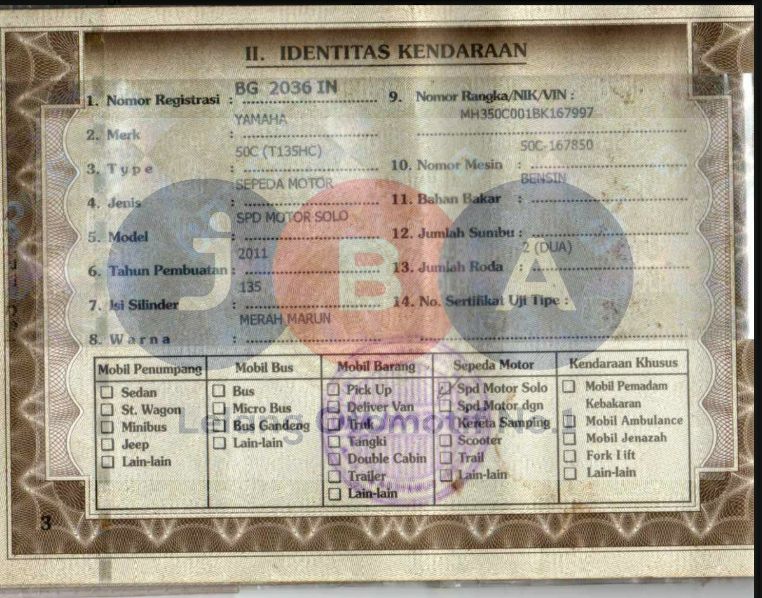 II. IDENTITAS KENDARAAN
1. Nomor Registrasi : BG 2036 IN
2. Merk : YAMAHA
3. Type : 50C (T135HC)
4. Jenis : SEPEDA MOTOR
5. Model : SPD MOTOR SOLO
6. Tahun Pembuatan : 2011
7. Isi Silinder : 135
8. Warna : MERAH MARUN
9. Nomor Rangka/NIK/VIN :
MH350C001BK167997
10. Nomor Mesin : 50C-167850
11. Bahan Bakar : BENSIN
12. Jumlah Sumbu :
13. Jumlah Roda : 2 (DUA)
14. No. Sertifikat Uji Tipe :
jBA
Lelang Otomotif No.1
Mobil Penumpang
Sedan
St. Wagon
Minibus
Jeep
Lain-lain
Mobil Bus
Bus
Micro Bus
Bus Gandeng
Lain-lain
Mobil Barang
Pick Up
Deliver Van
Truk
Tangki
Double Cabin
Trailer
Lain-lain
Sepeda Motor
Spd Motor Solo
Spd Motor dgn
Kereta Samping
Scooter
Trail
Lain-lain
Kendaraan Khusus
Mobil Pemadam
Kebakaran
Mobil Ambulance
Mobil Jenazah
Fork Lift
Lain-lain
3